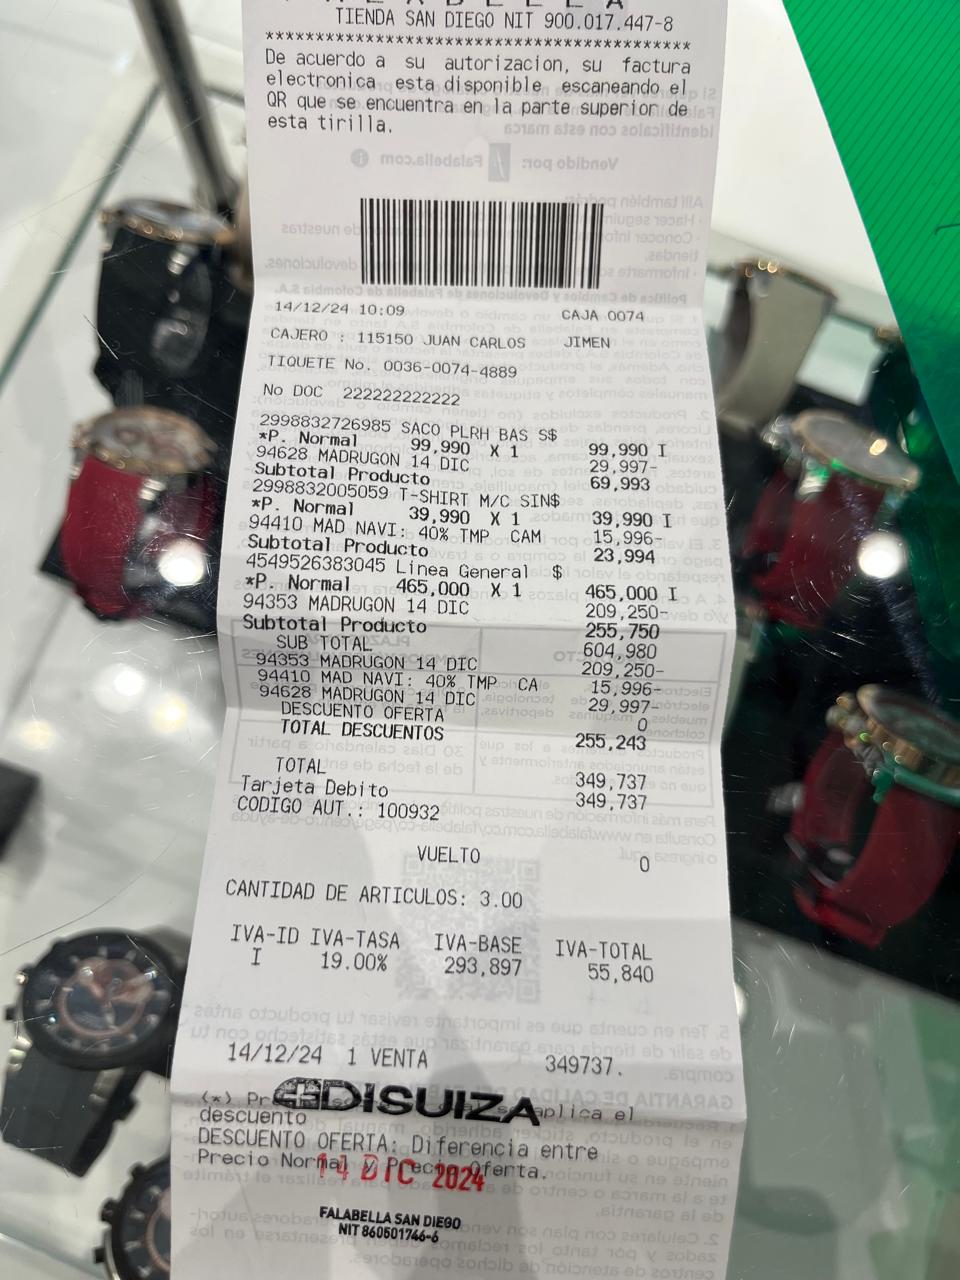 TIENDA SAN DIEGO NIT 900.017.447-8
******************************************
De acuerdo a su autorizacion, su factura
electronica esta disponible escaneando el
QR que se encuentra en la parte superior de
esta tirilla.
14/12/24 10:09 CAJA 0074
CAJERO : 115150 JUAN CARLOS JIMEN
TIQUETE No. 0036-0074-4889
No DOC 222222222222
2998832726985 SACO PLRH BAS S$
*P. Normal 99,990 X 1 99,990 I
94628 MADRUGON 14 DIC 29,997-
Subtotal Producto 69,993
2998832005059 T-SHIRT M/C SIN$
*P. Normal 39,990 X 1 39,990 I
94410 MAD NAVI: 40% TMP CAM 15,996-
Subtotal Producto 23,994
4549526383045 Linea General $
*P. Normal 465,000 X 1 465,000 I
94353 MADRUGON 14 DIC 209,250-
Subtotal Producto 255,750
SUB TOTAL 604,980
94353 MADRUGON 14 DIC 209,250-
94410 MAD NAVI: 40% TMP CA 15,996-
94628 MADRUGON 14 DIC 29,997-
DESCUENTO OFERTA 0
TOTAL DESCUENTOS 255,243
TOTAL 349,737
Tarjeta Debito 349,737
CODIGO AUT.: 100932
VUELTO 0
CANTIDAD DE ARTICULOS: 3.00
IVA-ID IVA-TASA IVA-BASE IVA-TOTAL
I 19.00% 293,897 55,840
14/12/24 1 VENTA 349737.
DISUIZA
(*) Pr aplica el
descuento
DESCUENTO OFERTA: Diferencia entre
Precio Normal y Precio Oferta.
14 DIC 2024
FALABELLA SAN DIEGO
NIT 860501746-6